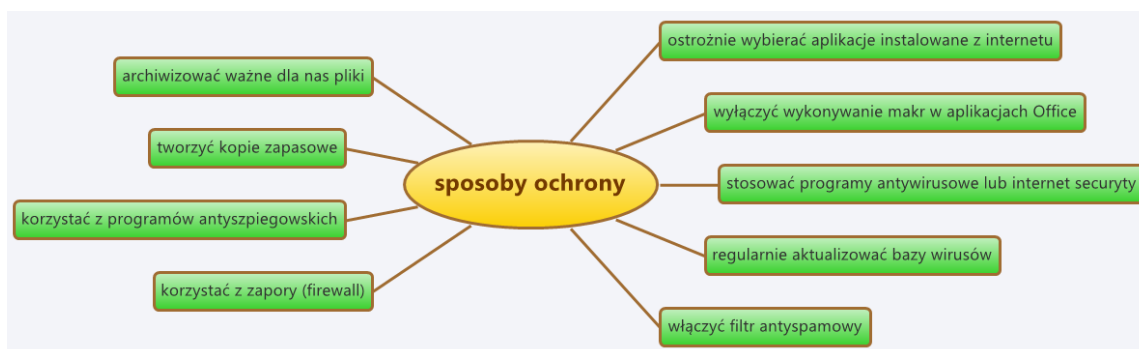 ostrożnie wybierać aplikacje instalowane z internetu
archiwizować ważne dla nas pliki
wyłączyć wykonywanie makr w aplikacjach Office
tworzyć kopie zapasowe
sposoby ochrony
stosować programy antywirusowe lub internet securyty
korzystać z programów antyszpiegowskich
regularnie aktualizować bazy wirusów
korzystać z zapory (firewall)
włączyć filtr antyspamowy